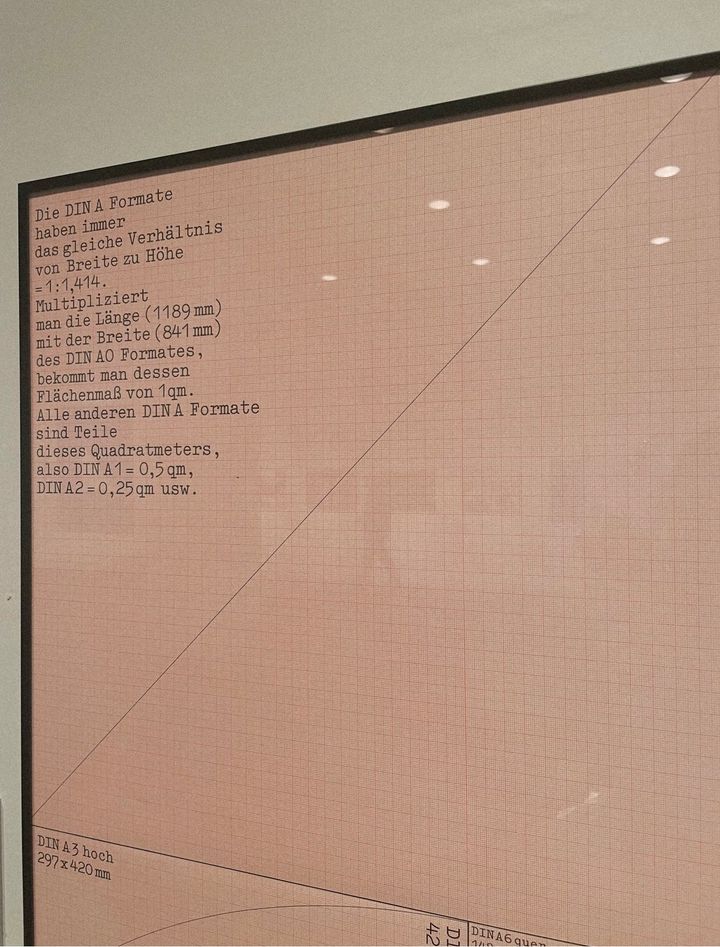 Die DIN A Formate
haben immer
das gleiche Verhältnis
von Breite zu Höhe
=1:1,414.
Multipliziert
man die Länge (1189 mm)
mit der Breite (841 mm)
des DIN A0 Formates,
bekommt man dessen
Flächenmaß von 1qm.
Alle anderen DIN A Formate
sind Teile
dieses Quadratmeters,
also DIN A1 = 0,5 qm,
DIN A2 = 0,25 qm usw.
DIN A3 hoch
297 x 420 mm
DIN A6 quer